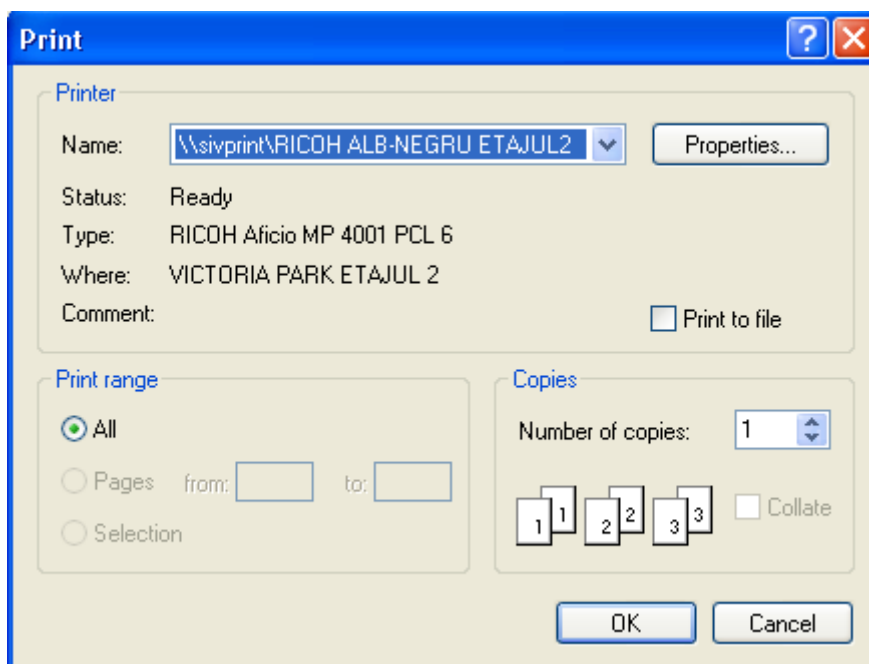 Print
Printer
Name: \\sivprint\RICOH ALB-NEGRU ETAJUL2 Properties...
Status: Ready
Type: RICOH Aficio MP 4001 PCL 6
Where: VICTORIA PARK ETAJUL 2
Comment:
Print to file
Print range
All
Pages from: to:
Selection
Copies
Number of copies: 1
1 1 2 2 3 3
Collate
OK Cancel